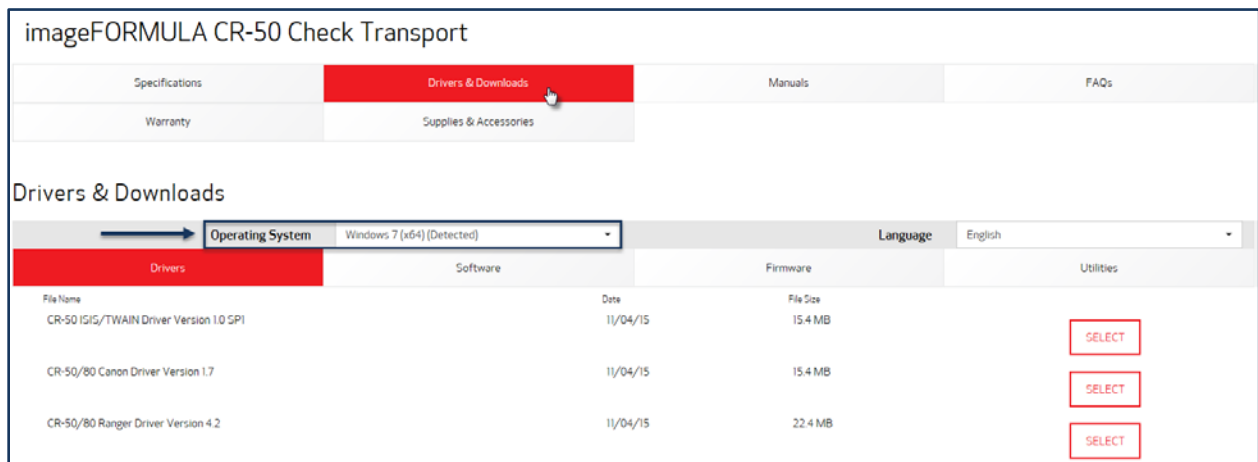 imageFORMULA CR-50 Check Transport
Specifications Drivers & Downloads Manuals FAQs
Warranty Supplies & Accessories
Drivers & Downloads
Operating System Windows 7 (x64) (Detected) Language English
Drivers Software Firmware Utilities
File Name Date File Size
CR-50 ISIS/TWAIN Driver Version 1.0 SP1 11/04/15 15.4 MB
SELECT
CR-50/80 Canon Driver Version 1.7 11/04/15 15.4 MB
SELECT
CR-50/80 Ranger Driver Version 4.2 11/04/15 22.4 MB
SELECT